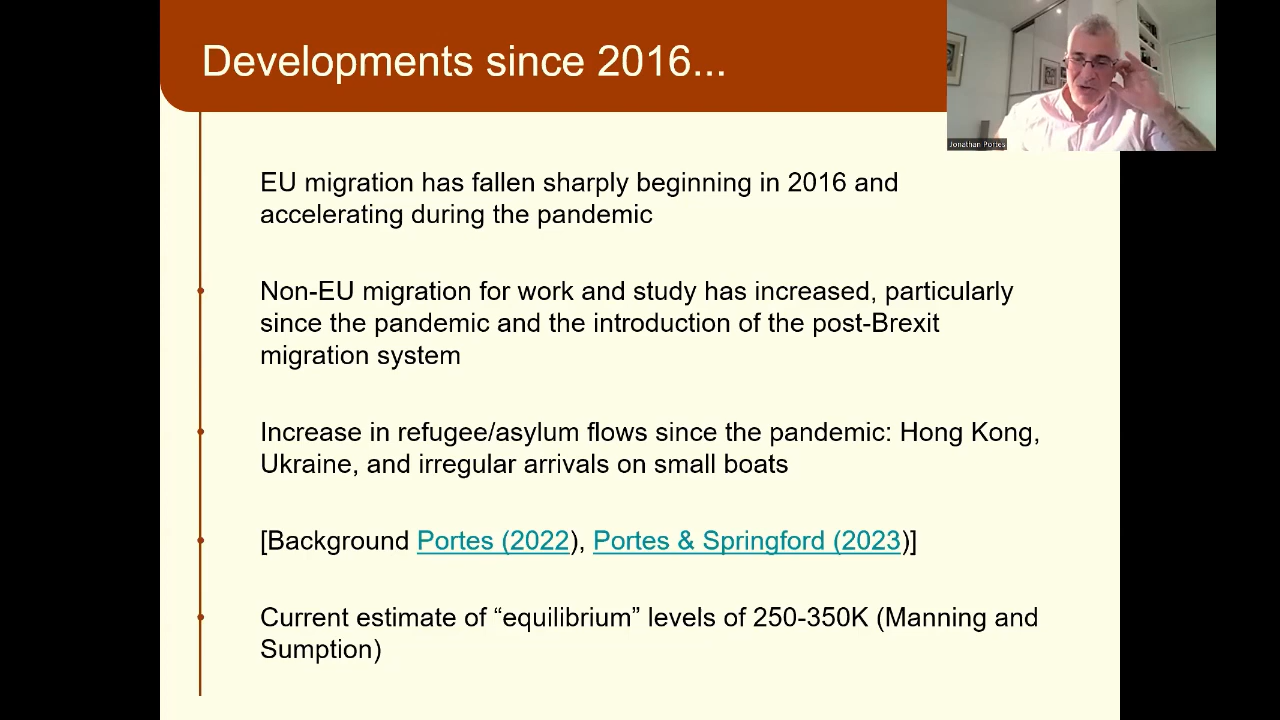 Developments since 2016...
Jonathan Portes
EU migration has fallen sharply beginning in 2016 and
accelerating during the pandemic
Non-EU migration for work and study has increased, particularly
since the pandemic and the introduction of the post-Brexit
migration system
Increase in refugee/asylum flows since the pandemic: Hong Kong,
Ukraine, and irregular arrivals on small boats
[Background Portes (2022), Portes & Springford (2023)]
Current estimate of “equilibrium” levels of 250-350K (Manning and
Sumption)